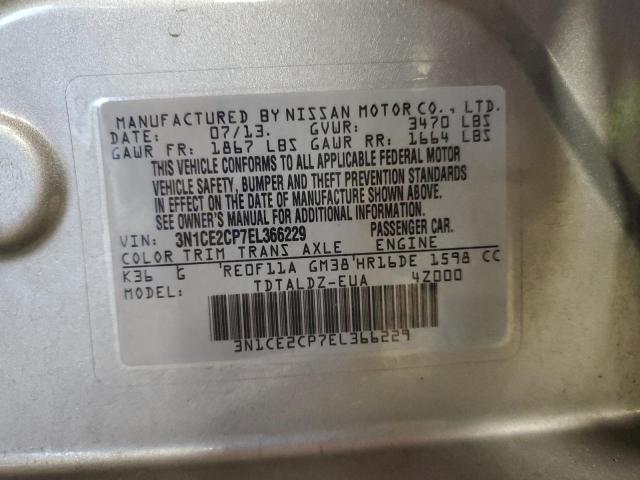 MANUFACTURED BY NISSAN MOTOR CO., LTD.
DATE: 07/13. GVWR: 3470 LBS
GAWR FR: 1867 LBS GAWR RR: 1664 LBS
THIS VEHICLE CONFORMS TO ALL APPLICABLE FEDERAL MOTOR
VEHICLE SAFETY, BUMPER AND THEFT PREVENTION STANDARDS
IN EFFECT ON THE DATE OF MANUFACTURE SHOWN ABOVE.
SEE OWNER'S MANUAL FOR ADDITIONAL INFORMATION.
VIN: 3N1CE2CP7EL366229 PASSENGER CAR.
COLOR TRIM TRANS AXLE ENGINE
K36 G RE0F11A GM38 HR16DE 1598 CC
MODEL: TDTALDZ-EUA 4Z000
3N1CE2CP7EL366229